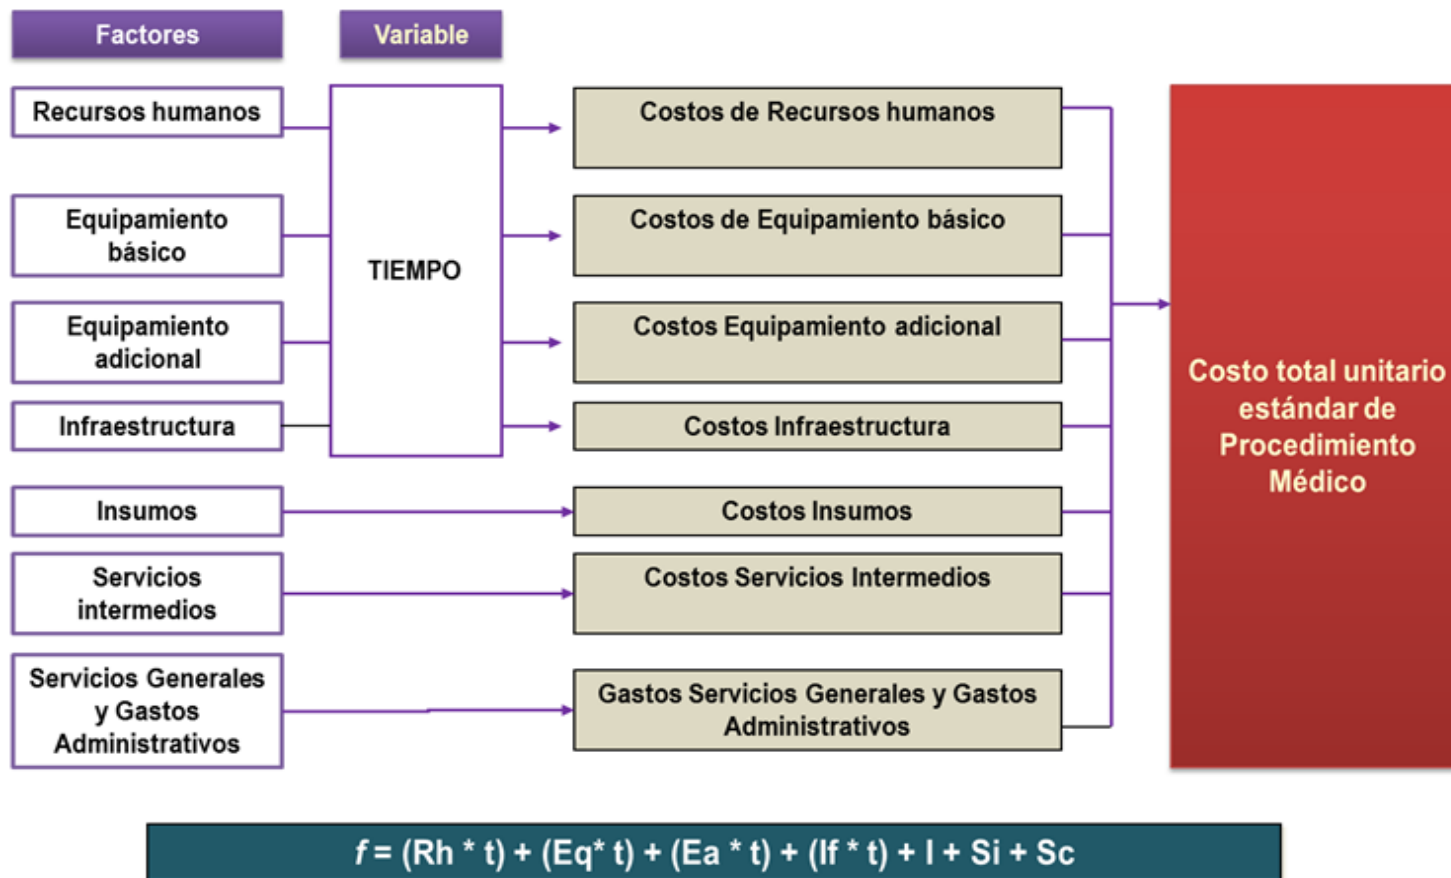 Factores
Variable
Recursos humanos
Costos de Recursos humanos
Equipamiento
básico
Costos de Equipamiento básico
TIEMPO
Equipamiento
adicional
Costos Equipamiento adicional
Infraestructura
Costos Infraestructura
Insumos
Costos Insumos
Servicios
intermedios
Costos Servicios Intermedios
Servicios Generales
y Gastos
Administrativos
Gastos Servicios Generales y Gastos
Administrativos
Costo total unitario
estándar de
Procedimiento
Médico
f = (Rh * t) + (Eq* t) + (Ea * t) + (If * t) + I + Si + Sc